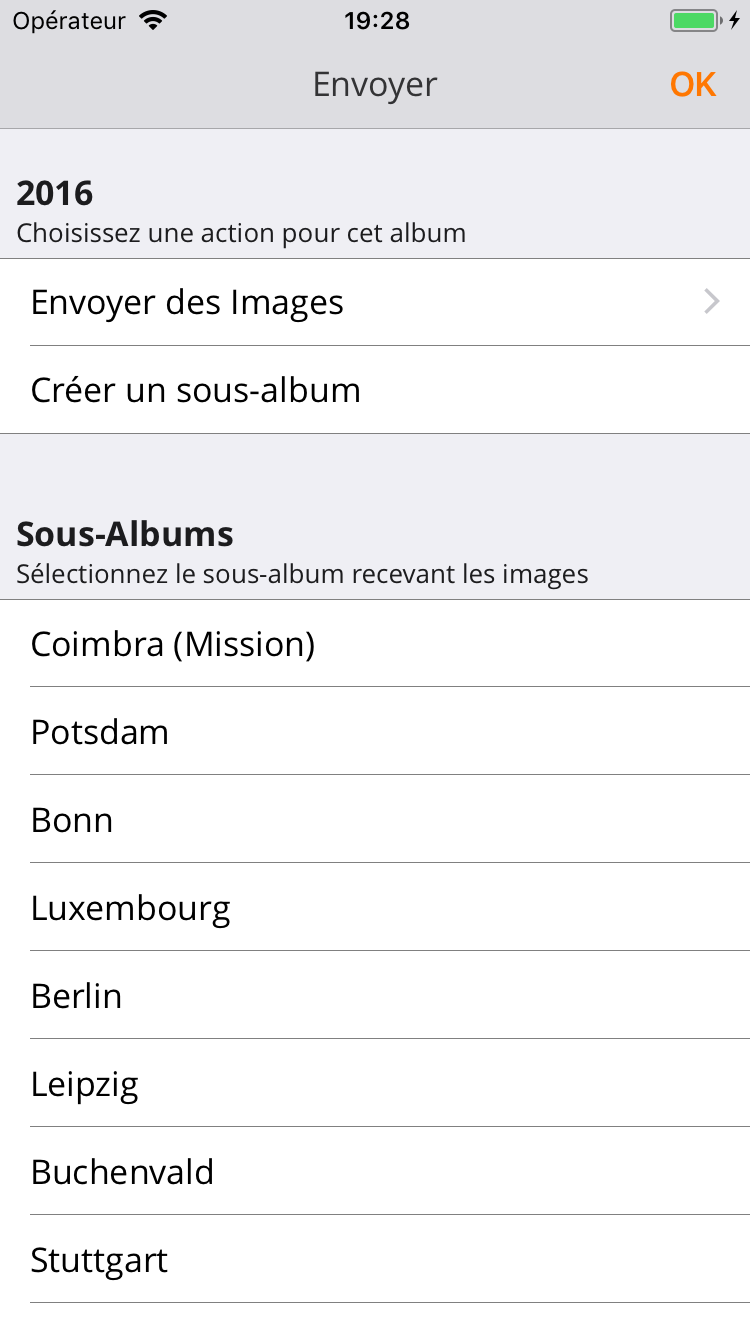 Opérateur 19:28
Envoyer OK
2016
Choisissez une action pour cet album
Envoyer des Images
Créer un sous-album
Sous-Albums
Sélectionnez le sous-album recevant les images
Coimbra (Mission)
Potsdam
Bonn
Luxembourg
Berlin
Leipzig
Buchenvald
Stuttgart